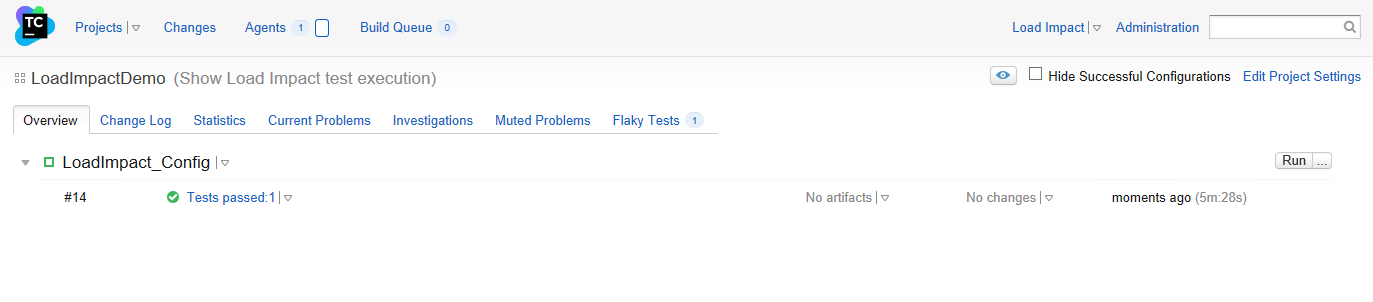 TC Projects Changes Agents 1 Build Queue 0 Load Impact Administration
LoadImpactDemo (Show Load Impact test execution) Hide Successful Configurations Edit Project Settings
Overview Change Log Statistics Current Problems Investigations Muted Problems Flaky Tests 1
LoadImpact_Config Run ...
#14 Tests passed:1 No artifacts No changes moments ago (5m:28s)